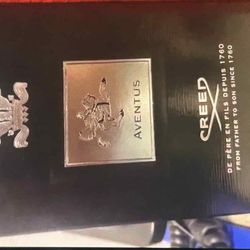 AVENTUS
CREED
DE PÈRE EN FILS DEPUIS 1760
FROM FATHER TO SON SINCE 1760